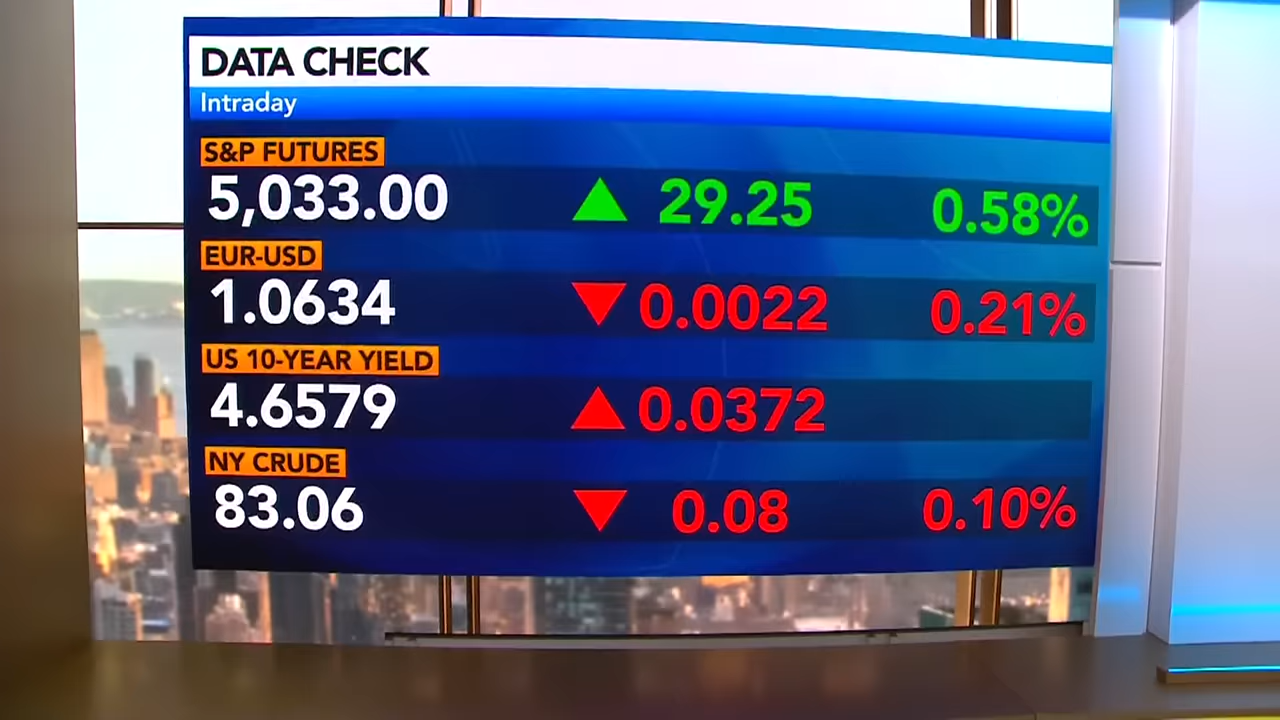 DATA CHECK
Intraday
S&P FUTURES
5,033.00 ▲ 29.25 0.58%
EUR-USD
1.0634 ▼ 0.0022 0.21%
US 10-YEAR YIELD
4.6579 ▲ 0.0372
NY CRUDE
83.06 ▼ 0.08 0.10%